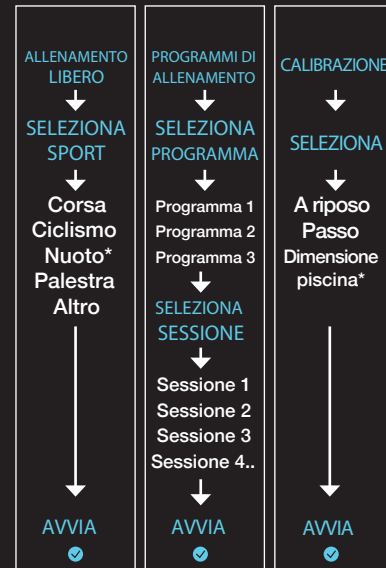 ALLENAMENTO
LIBERO
SELEZIONA
SPORT
Corsa
Ciclismo
Nuoto*
Palestra
Altro
AVVIA
PROGRAMMI DI
ALLENAMENTO
SELEZIONA
PROGRAMMA
Programma 1
Programma 2
Programma 3
SELEZIONA
SESSIONE
Sessione 1
Sessione 2
Sessione 3
Sessione 4..
AVVIA
CALIBRAZIONE
SELEZIONA
A riposo
Passo
Dimensione
piscina*
AVVIA